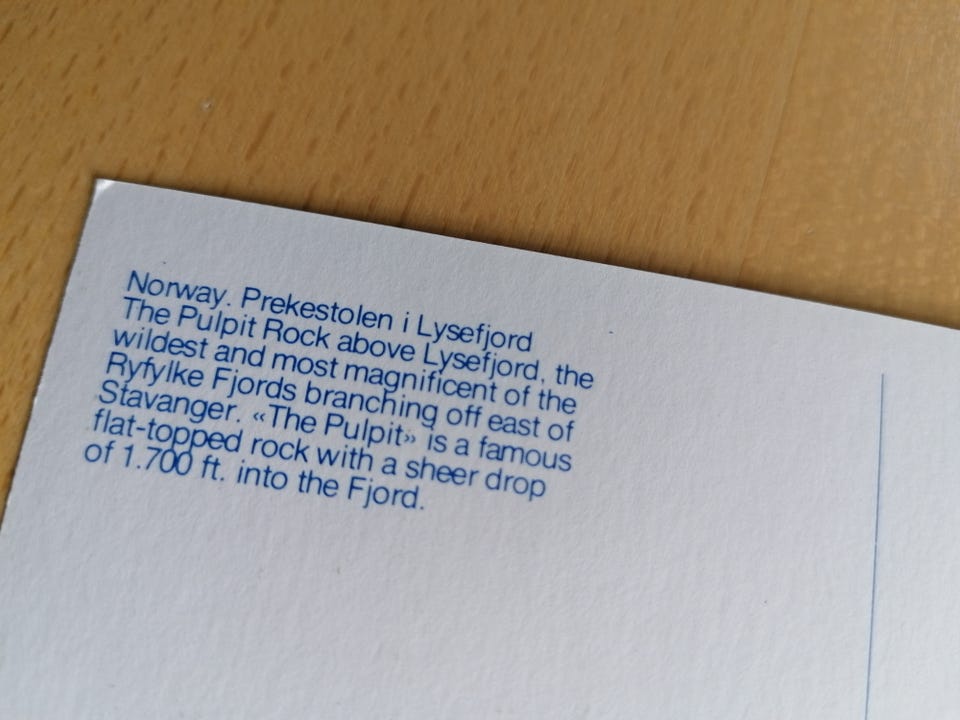 Norway. Prekestolen i Lysefjord
The Pulpit Rock above Lysefjord, the
wildest and most magnificent of the
Ryfylke Fjords branching off east of
Stavanger. «The Pulpit» is a famous
flat-topped rock with a sheer drop
of 1.700 ft. into the Fjord.